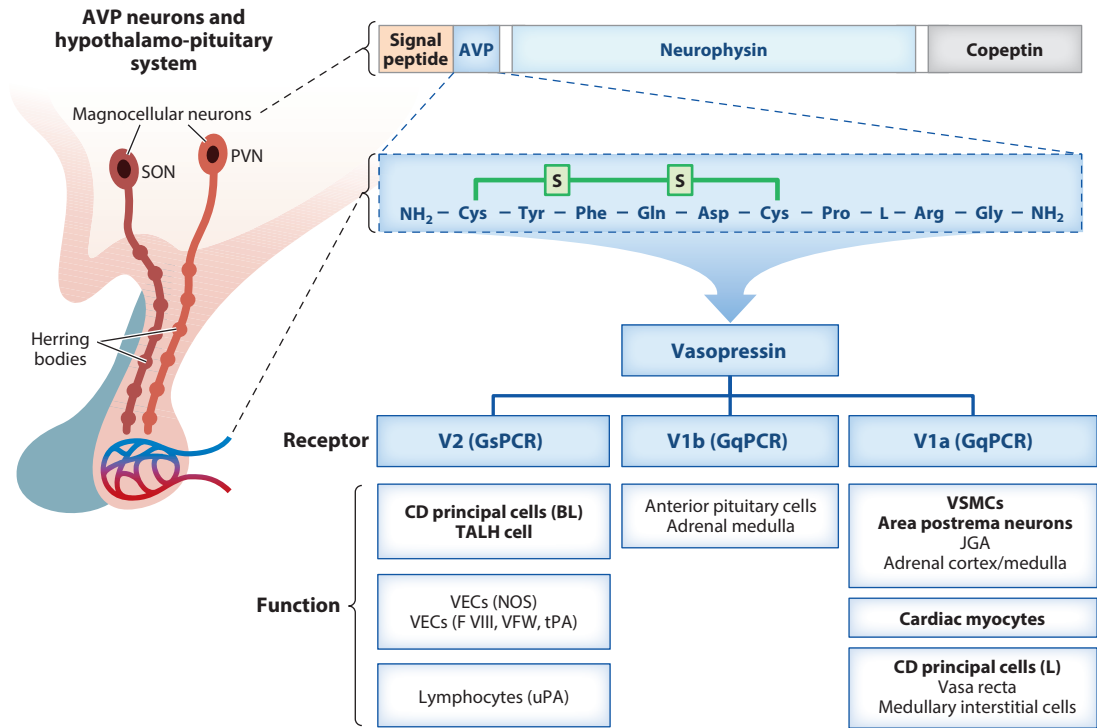 AVP neurons and
hypothalamo-pituitary
system
Magnocellular neurons
SON
PVN
Herring
bodies
Signal
peptide
AVP
Neurophysin
Copeptin
S
S
NH₂ – Cys – Tyr – Phe – Gln – Asp – Cys – Pro – L – Arg – Gly – NH₂
Vasopressin
Receptor
V2 (GsPCR)
V1b (GqPCR)
V1a (GqPCR)
Function
CD principal cells (BL)
TALH cell
VECs (NOS)
VECs (F VIII, VFW, tPA)
Lymphocytes (uPA)
Anterior pituitary cells
Adrenal medulla
VSMCs
Area postrema neurons
JGA
Adrenal cortex/medulla
Cardiac myocytes
CD principal cells (L)
Vasa recta
Medullary interstitial cells